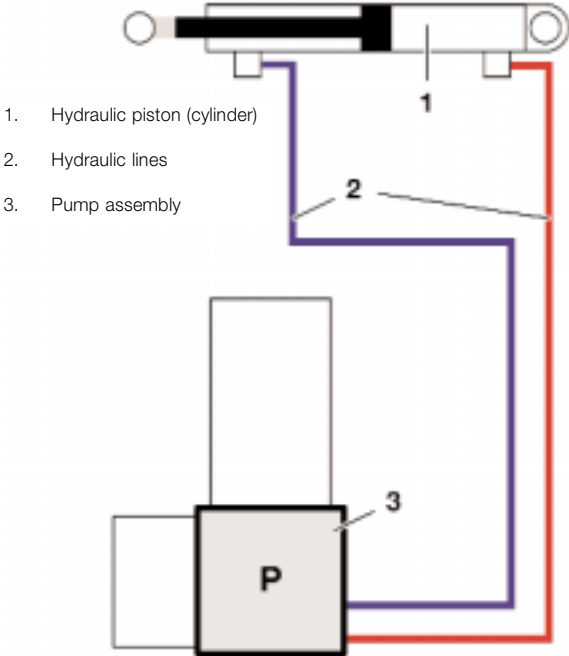 1
1. Hydraulic piston (cylinder)
2. Hydraulic lines
2
3. Pump assembly
3
P